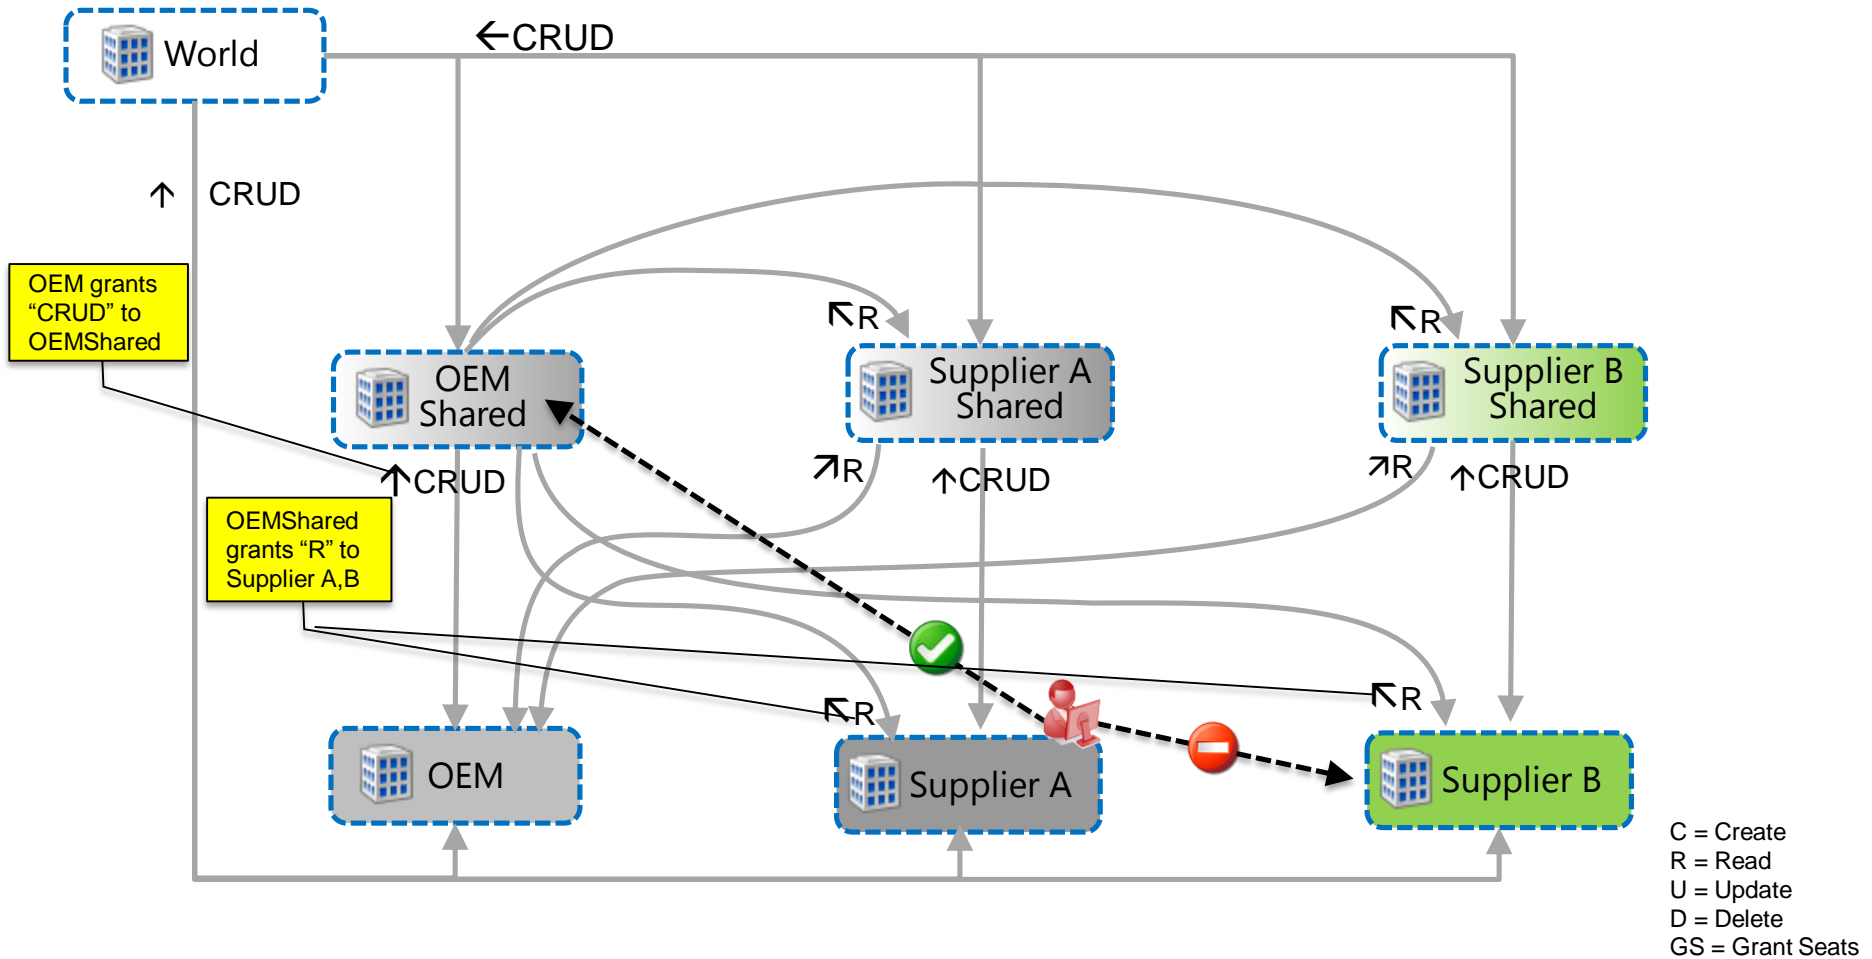 World
←CRUD
↑ CRUD
OEM grants
“CRUD” to
OEMShared
↖R
↖R
OEM
Shared
Supplier A
Shared
Supplier B
Shared
↑CRUD
↗R
↑CRUD
↗R
↑CRUD
OEMShared
grants “R” to
Supplier A,B
↖R
↖R
OEM
Supplier A
Supplier B
C = Create
R = Read
U = Update
D = Delete
GS = Grant Seats